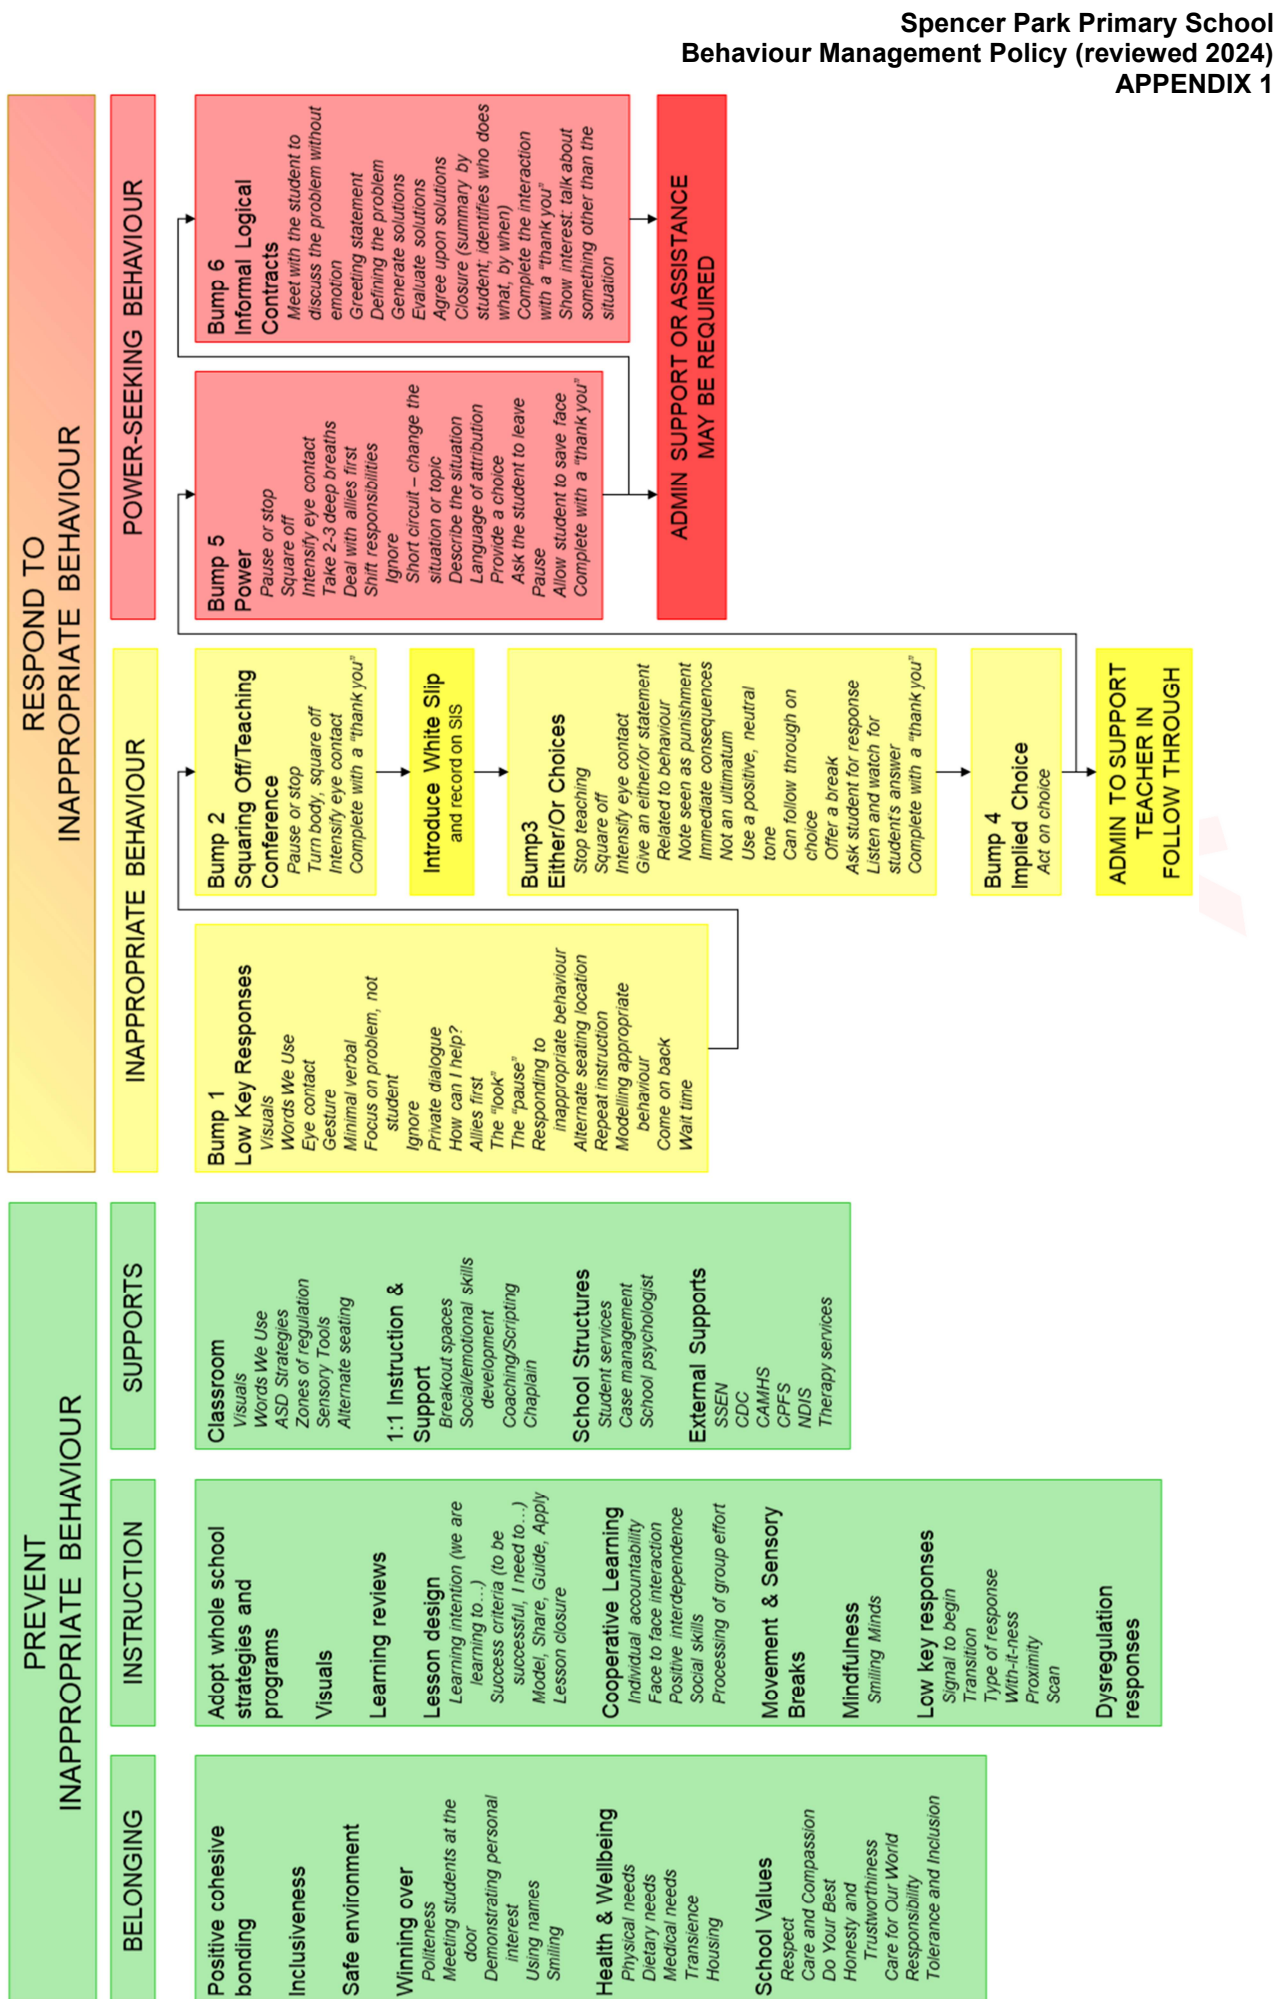 Spencer Park Primary School
Behaviour Management Policy (reviewed 2024)
APPENDIX 1
PREVENT
INAPPROPRIATE BEHAVIOUR
BELONGING
Positive cohesive
bonding
Inclusiveness
Safe environment
Winning over
Politeness
Meeting students at the
door
Demonstrating personal
interest
Using names
Smiling
Health & Wellbeing
Physical needs
Dietary needs
Medical needs
Transience
Housing
School Values
Respect
Care and Compassion
Do Your Best
Honesty and
Trustworthiness
Care for Our World
Responsibility
Tolerance and Inclusion
INSTRUCTION
Adopt whole school
strategies and
programs
Visuals
Learning reviews
Lesson design
Learning intention (we are
learning to…)
Success criteria (to be
successful, I need to…)
Model, Share, Guide, Apply
Lesson closure
Cooperative Learning
Individual accountability
Face to face interaction
Positive interdependence
Social skills
Processing of group effort
Movement & Sensory
Breaks
Mindfulness
Smiling Minds
Low key responses
Signal to begin
Transition
Type of response
With-it-ness
Proximity
Scan
Dysregulation
responses
SUPPORTS
Classroom
Visuals
Words We Use
ASD Strategies
Zones of regulation
Sensory Tools
Alternate seating
1:1 Instruction &
Support
Breakout spaces
Social/emotional skills
development
Coaching/Scripting
Chaplain
School Structures
Student services
Case management
School psychologist
External Supports
SSEN
CDC
CAMHS
CPFS
NDIS
Therapy services
RESPOND TO
INAPPROPRIATE BEHAVIOUR
INAPPROPRIATE BEHAVIOUR
Bump 1
Low Key Responses
Visuals
Words We Use
Eye contact
Gesture
Minimal verbal
Focus on problem, not
student
Ignore
Private dialogue
How can I help?
Allies first
The “look”
The “pause”
Responding to
inappropriate behaviour
Alternate seating location
Repeat instruction
Modelling appropriate
behaviour
Come on back
Wait time
Bump 2
Squaring Off/Teaching
Conference
Pause or stop
Turn body, square off
Intensify eye contact
Complete with a “thank you”
Introduce White Slip
and record on SIS
Bump3
Either/Or Choices
Stop teaching
Square off
Intensify eye contact
Give an either/or statement
Related to behaviour
Note seen as punishment
Immediate consequences
Not an ultimatum
Use a positive, neutral
tone
Can follow through on
choice
Offer a break
Ask student for response
Listen and watch for
student's answer
Complete with a “thank you”
Bump 4
Implied Choice
Act on choice
ADMIN TO SUPPORT
TEACHER IN
FOLLOW THROUGH
POWER-SEEKING BEHAVIOUR
Bump 5
Power
Pause or stop
Square off
Intensify eye contact
Take 2-3 deep breaths
Deal with allies first
Shift responsibilities
Ignore
Short circuit – change the
situation or topic
Describe the situation
Language of attribution
Provide a choice
Ask the student to leave
Pause
Allow student to save face
Complete with a “thank you”
Bump 6
Informal Logical
Contracts
Meet with the student to
discuss the problem without
emotion
Greeting statement
Defining the problem
Generate solutions
Evaluate solutions
Agree upon solutions
Closure (summary by
student; identifies who does
what, by when)
Complete the interaction
with a “thank you”
Show interest: talk about
something other than the
situation
ADMIN SUPPORT OR ASSISTANCE
MAY BE REQUIRED